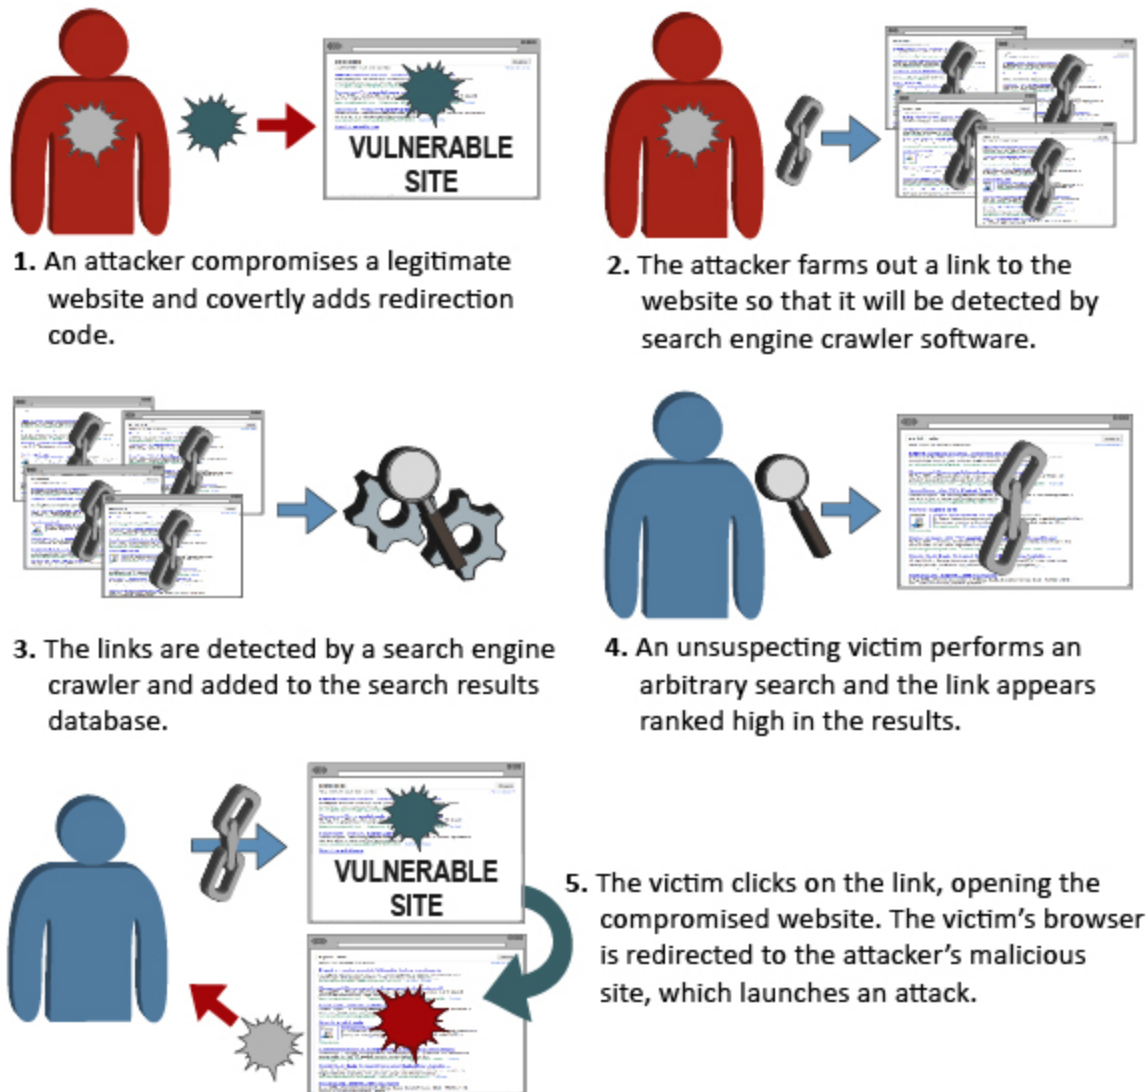 VULNERABLE
SITE
1. An attacker compromises a legitimate
website and covertly adds redirection
code.
2. The attacker farms out a link to the
website so that it will be detected by
search engine crawler software.
3. The links are detected by a search engine
crawler and added to the search results
database.
4. An unsuspecting victim performs an
arbitrary search and the link appears
ranked high in the results.
VULNERABLE
SITE
5. The victim clicks on the link, opening the
compromised website. The victim’s browser
is redirected to the attacker’s malicious
site, which launches an attack.